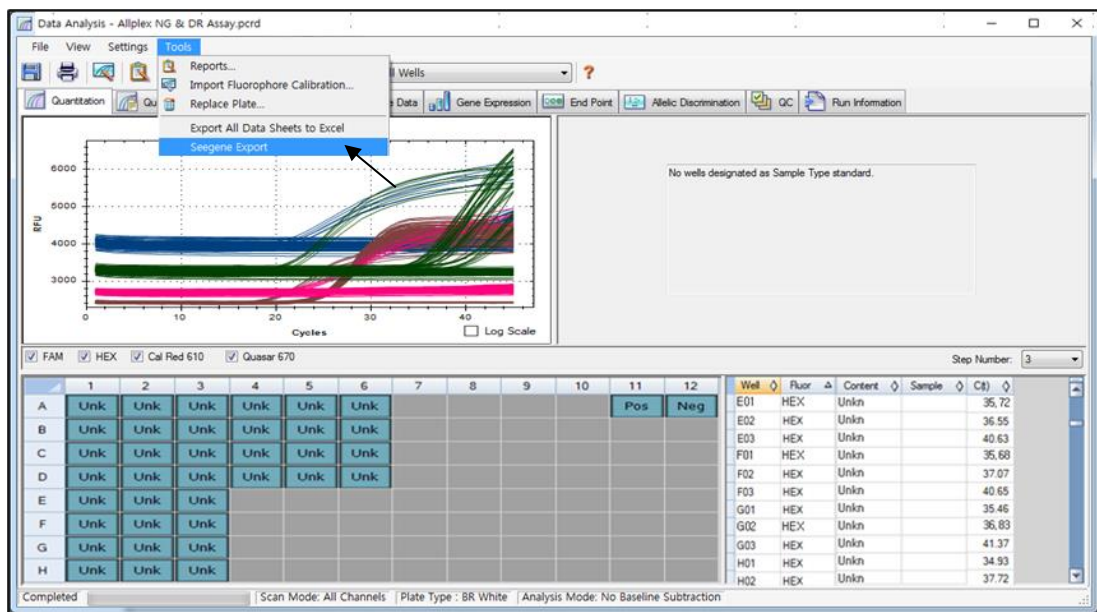 Data Analysis - Allplex NG & DR Assay.pcrd
File View Settings Tools
Reports...
ll Wells
?
Import Fluorophore Calibration...
Replace Plate...
Export All Data Sheets to Excel
Seegene Export
Quantitation Qu Data Gene Expression End Point Allelic Discrimination QC Run Information
No wells designated as Sample Type standard.
6000
5000
4000
3000
RFU
0 10 20 30 40
Cycles
Log Scale
FAM HEX Cal Red 610 Quasar 670
Step Number: 3
1 2 3 4 5 6 7 8 9 10 11 12
A Unk Unk Unk Unk Unk Unk Pos Neg
B Unk Unk Unk Unk Unk Unk
C Unk Unk Unk Unk Unk Unk
D Unk Unk Unk Unk Unk Unk
E Unk Unk Unk
F Unk Unk Unk
G Unk Unk Unk
H Unk Unk Unk
Well Fluor Content Sample C(t)
E01 HEX Unkn 35,72
E02 HEX Unkn 36.55
E03 HEX Unkn 40.63
F01 HEX Unkn 35,68
F02 HEX Unkn 37.07
F03 HEX Unkn 40.65
G01 HEX Unkn 35.46
G02 HEX Unkn 36,83
G03 HEX Unkn 41.37
H01 HEX Unkn 34.93
H02 HEX Unkn 37.72
Completed Scan Mode: All Channels Plate Type : BR White Analysis Mode: No Baseline Subtraction